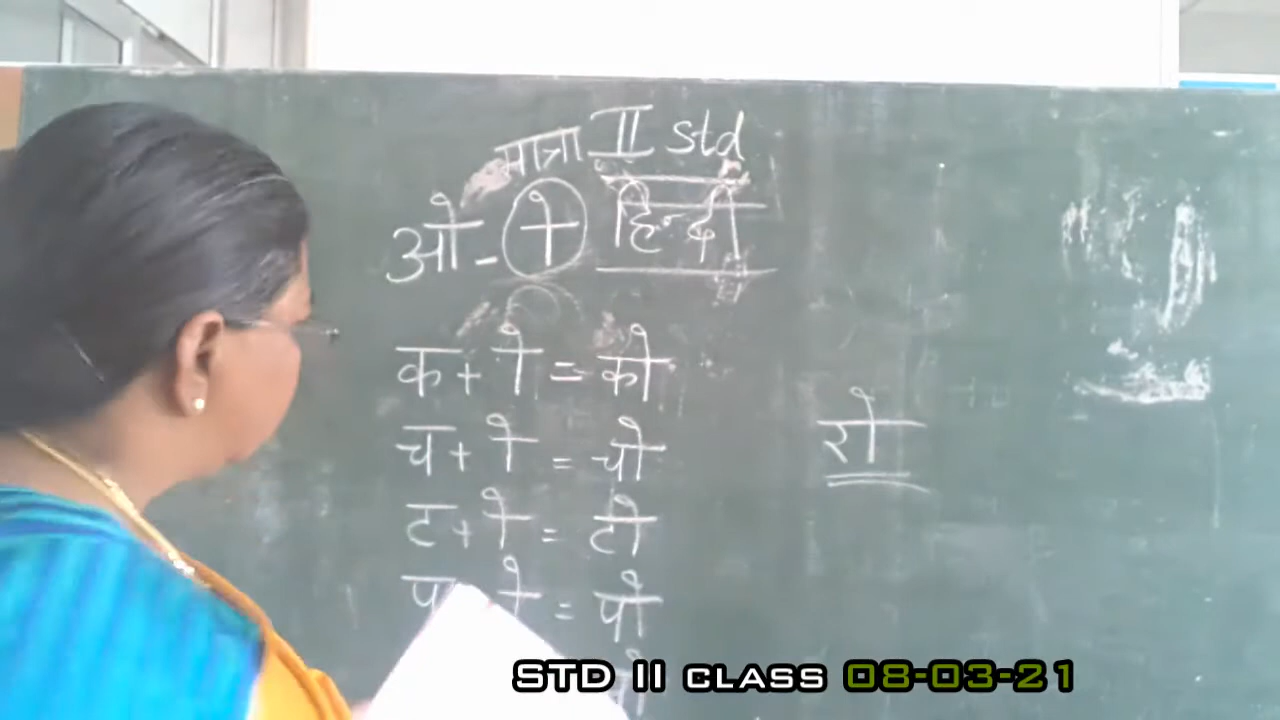 II Std
मात्रा
ओ - ो हिन्दी
क + ो = को
च + ो = चो
रो
ट + ो = टो
प ो = पो
STD II CLASS 08-03-21